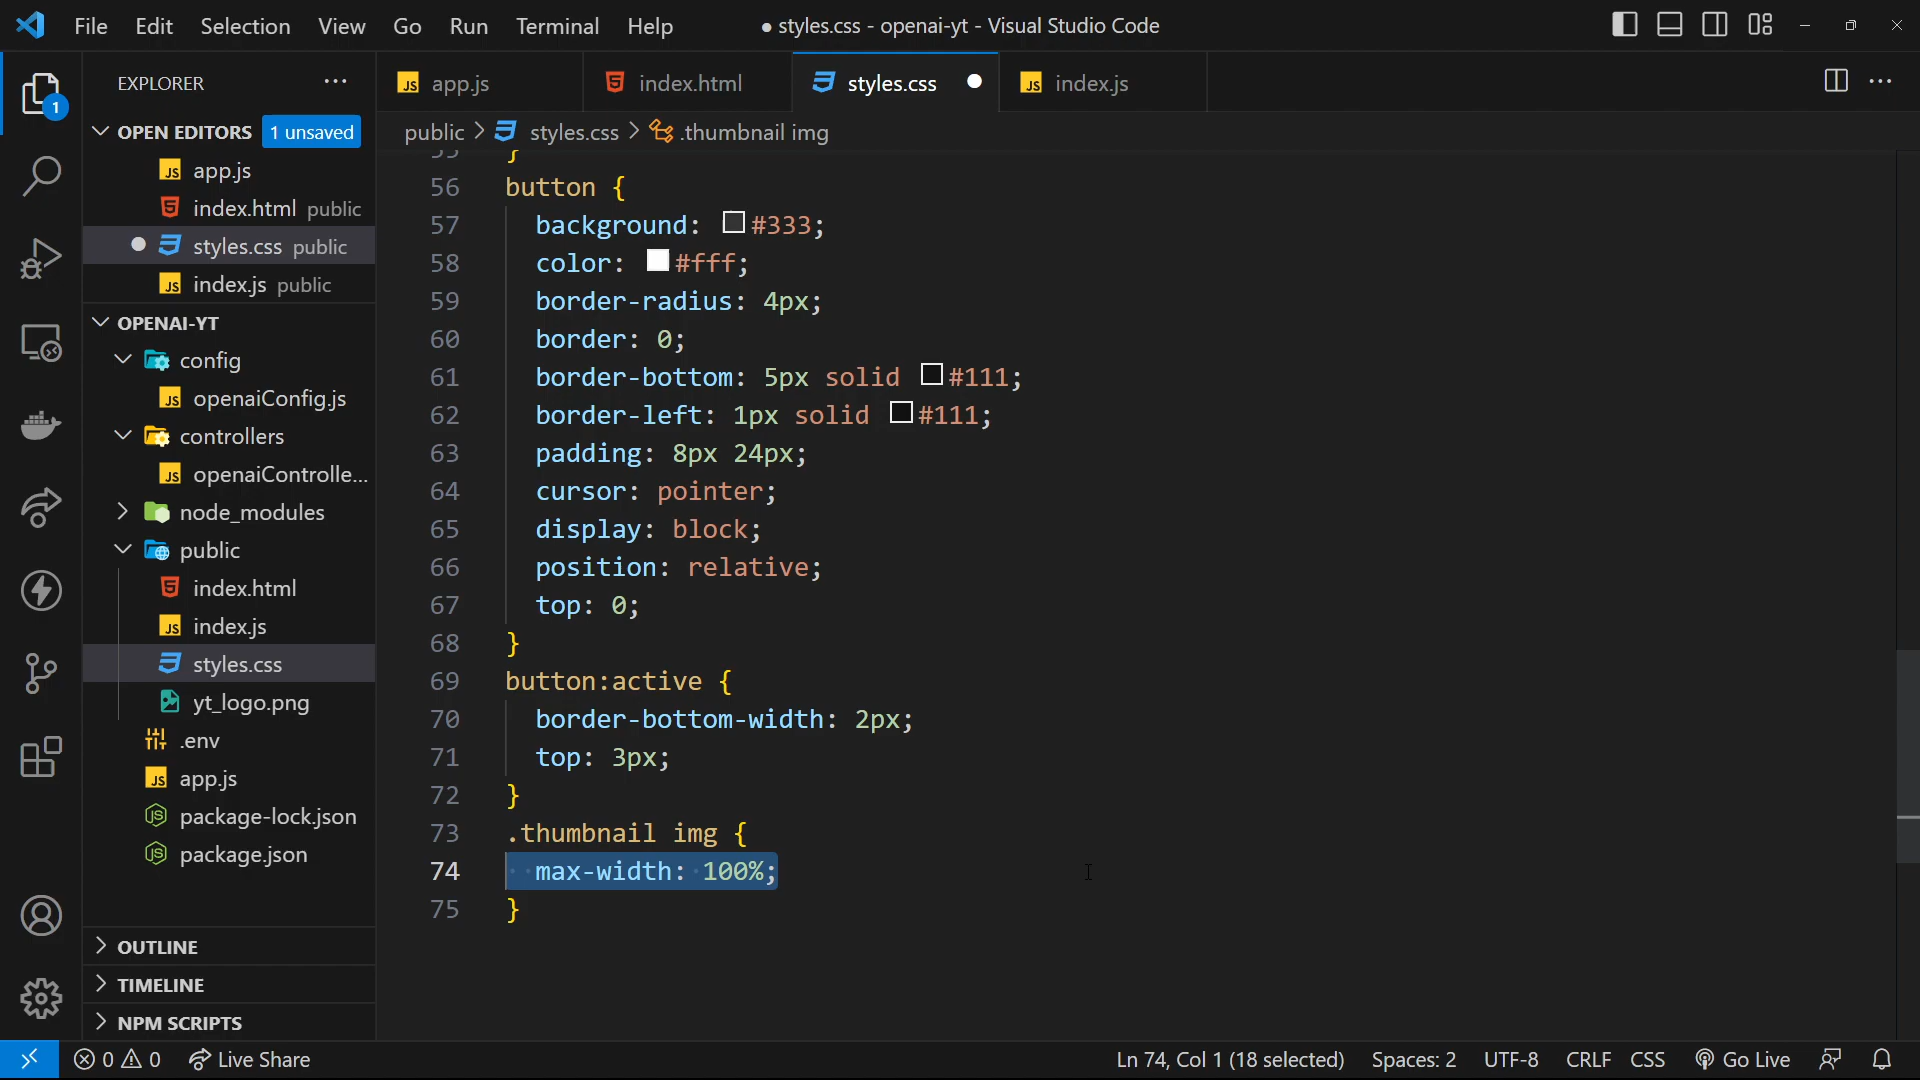 File Edit Selection View Go Run Terminal Help
● styles.css - openai-yt - Visual Studio Code
EXPLORER
OPEN EDITORS 1 unsaved
app.js
index.html public
styles.css public
index.js public
OPENAI-YT
config
openaiConfig.js
controllers
openaiControlle...
node_modules
public
index.html
index.js
styles.css
yt_logo.png
.env
app.js
package-lock.json
package.json
OUTLINE
TIMELINE
NPM SCRIPTS
app.js index.html styles.css index.js
public > styles.css > .thumbnail img
55 }
56 button {
57 background: #333;
58 color: #fff;
59 border-radius: 4px;
60 border: 0;
61 border-bottom: 5px solid #111;
62 border-left: 1px solid #111;
63 padding: 8px 24px;
64 cursor: pointer;
65 display: block;
66 position: relative;
67 top: 0;
68 }
69 button:active {
70 border-bottom-width: 2px;
71 top: 3px;
72 }
73 .thumbnail img {
74 max-width: 100%;
75 }
0 0 Live Share
Ln 74, Col 1 (18 selected) Spaces: 2 UTF-8 CRLF CSS Go Live